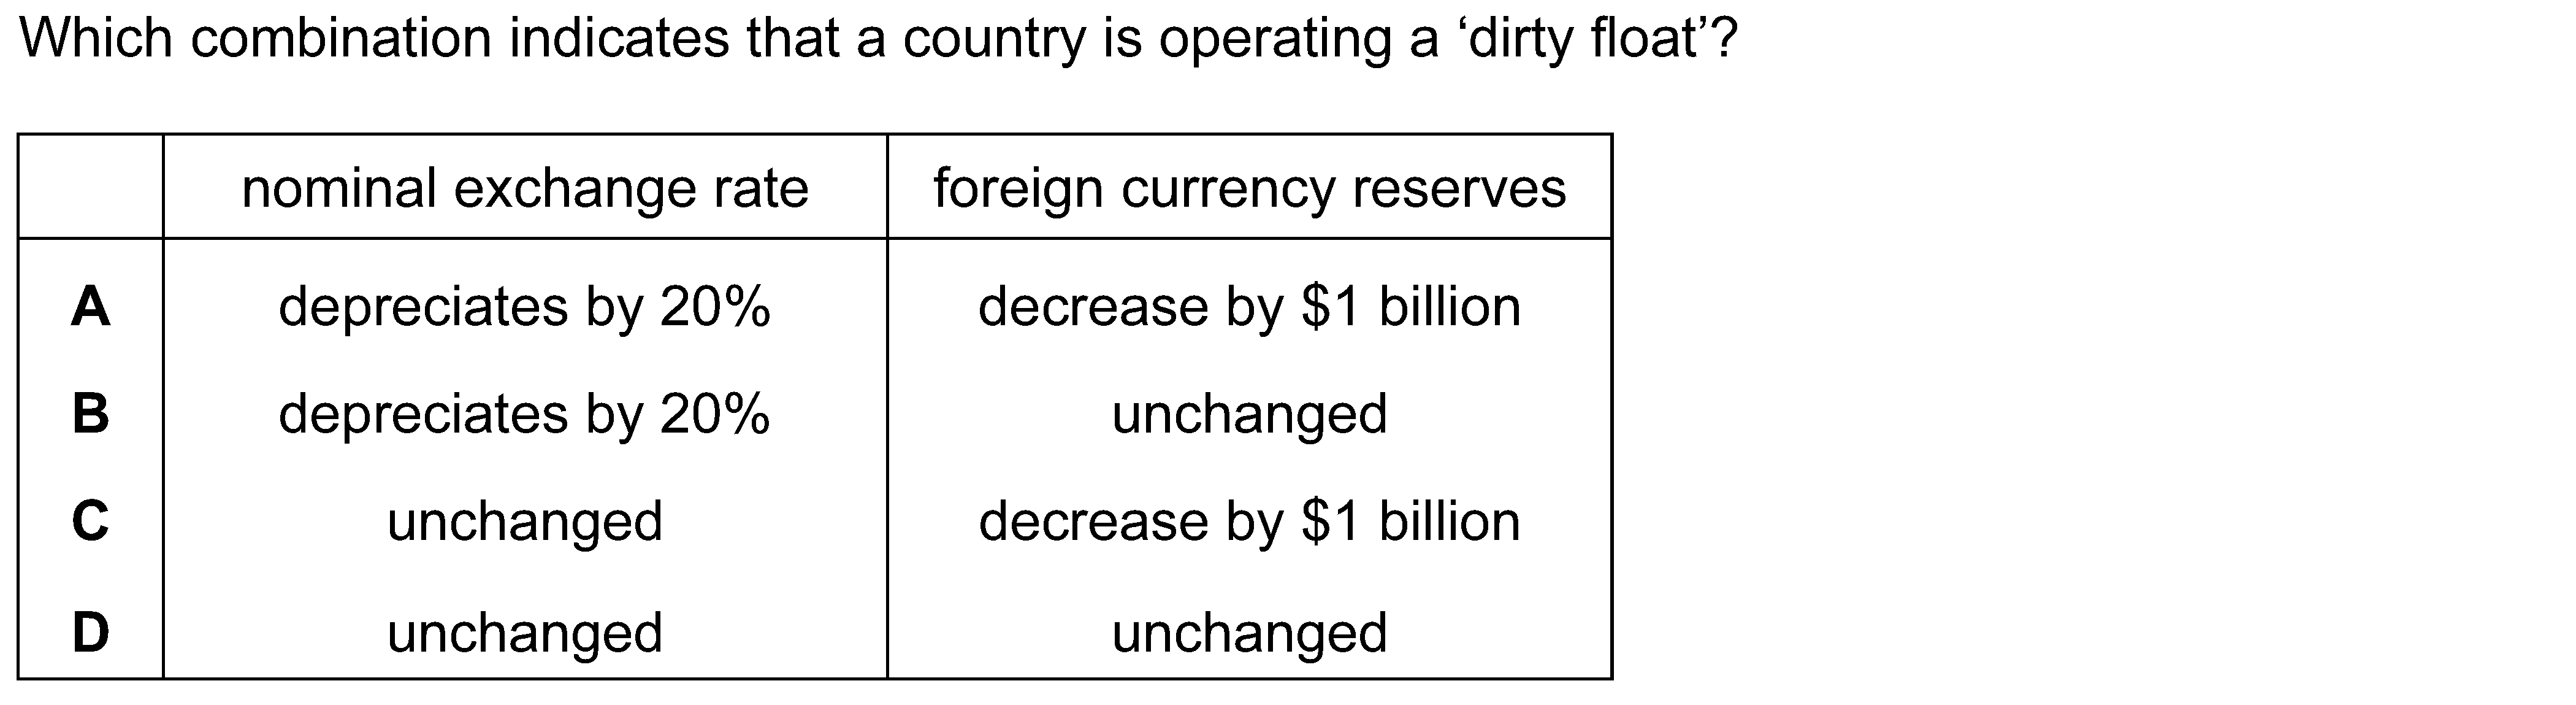 Which combination indicates that a country is operating a ‘dirty float’?
nominal exchange rate foreign currency reserves
A depreciates by 20% decrease by $1 billion
B depreciates by 20% unchanged
C unchanged decrease by $1 billion
D unchanged unchanged